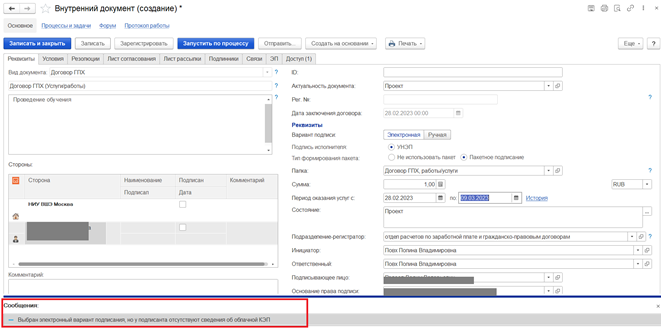 Внутренний документ (создание) *
Основное Процессы и задачи Форум Протокол работы
Записать и закрыть Записать Зарегистрировать Запустить по процессу Отправить... Создать на основании Печать Еще ?
Реквизиты Условия Резолюции Лист согласования Лист рассылки Подлинники Связи ЭП Доступ (1)
Вид документа: Договор ГПХ ?
Договор ГПХ (Услуги/работы) ?
Проведение обучения ?
Стороны:
Сторона Наименование Подписан Комментарий
Подписал Дата
НИУ ВШЭ Москва
Комментарий:
ID:
Актуальность документа: Проект
Рег. №: ?
Дата заключения договора: 28.02.2023 00:00
Реквизиты
Вариант подписи: Электронная Ручная
Подпись исполнителя УНЭП
Тип формирования пакета: Не использовать пакет Пакетное подписание
Папка: Договор ГПХ, работы/услуги ?
Сумма: 1,00 RUB
Период оказания услуг с: 28.02.2023 по: 09.03.2023 История
Состояние: Проект ...
Подразделение-регистратор: отдел расчетов по заработной плате и гражданско-правовым договорам ?
Инициатор: Повх Полина Владимировна
Ответственный: Повх Полина Владимировна
Подписывающее лицо:
Основание права подписи:
Сообщения:
— Выбран электронный вариант подписания, но у подписанта отсутствуют сведения об облачной КЭП